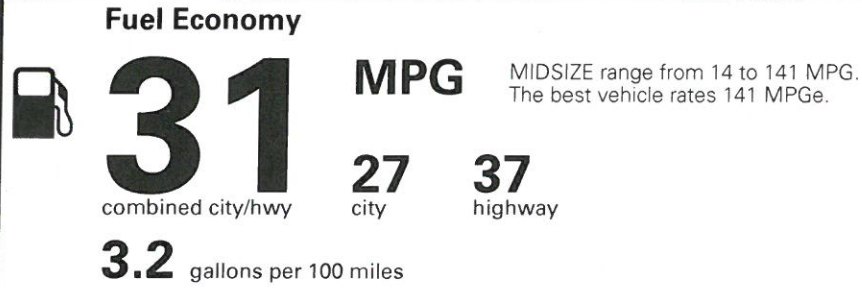 Fuel Economy
31 MPG
MIDSIZE range from 14 to 141 MPG.
The best vehicle rates 141 MPGe.
27 37
combined city/hwy city highway
3.2 gallons per 100 miles